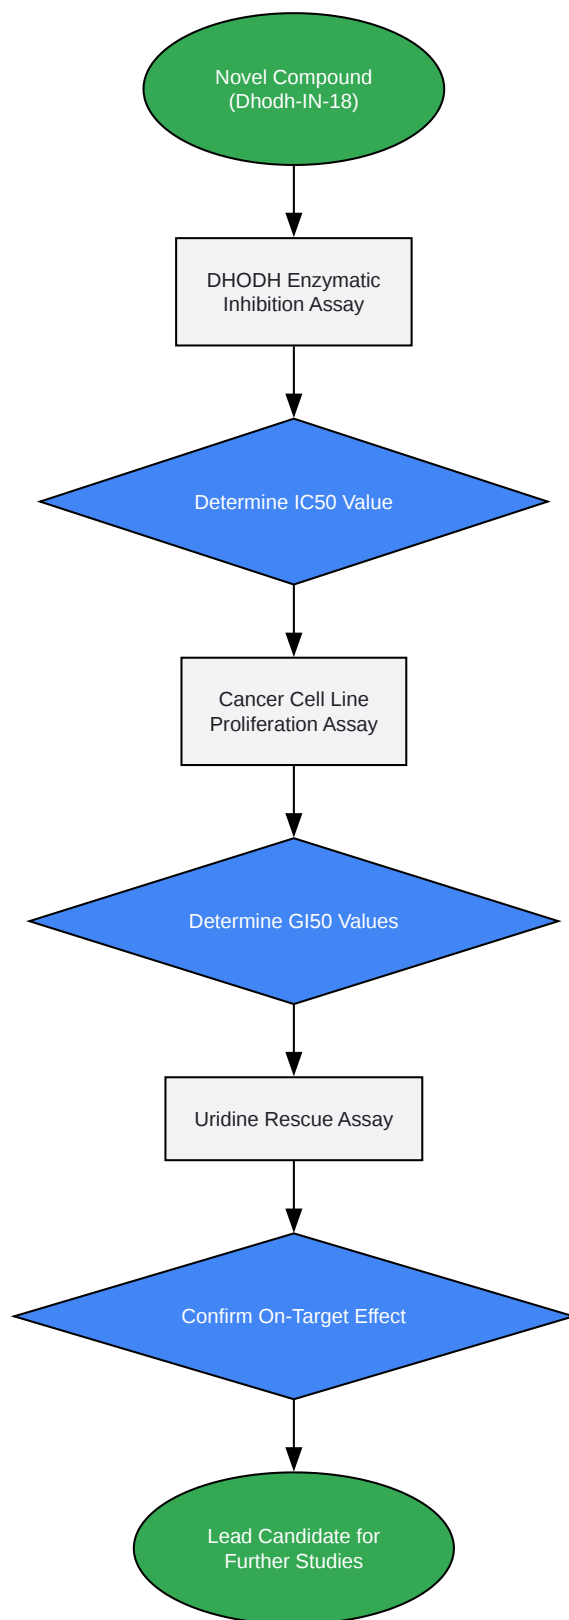 Novel Compound
(Dhodh-IN-18)
DHODH Enzymatic
Inhibition Assay
Determine IC50 Value
Cancer Cell Line
Proliferation Assay
Determine GI50 Values
Uridine Rescue Assay
Confirm On-Target Effect
Lead Candidate for
Further Studies